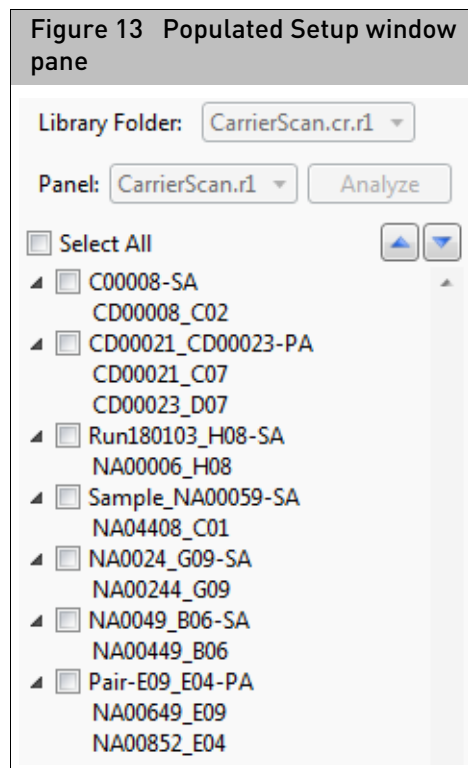 Figure 13 Populated Setup window
pane
Library Folder: CarrierScan.cr.r1
Panel: CarrierScan.r1 Analyze
Select All
C00008-SA
CD00008_C02
CD00021_CD00023-PA
CD00021_C07
CD00023_D07
Run180103_H08-SA
NA00006_H08
Sample_NA00059-SA
NA04408_C01
NA0024_G09-SA
NA00244_G09
NA0049_B06-SA
NA00449_B06
Pair-E09_E04-PA
NA00649_E09
NA00852_E04